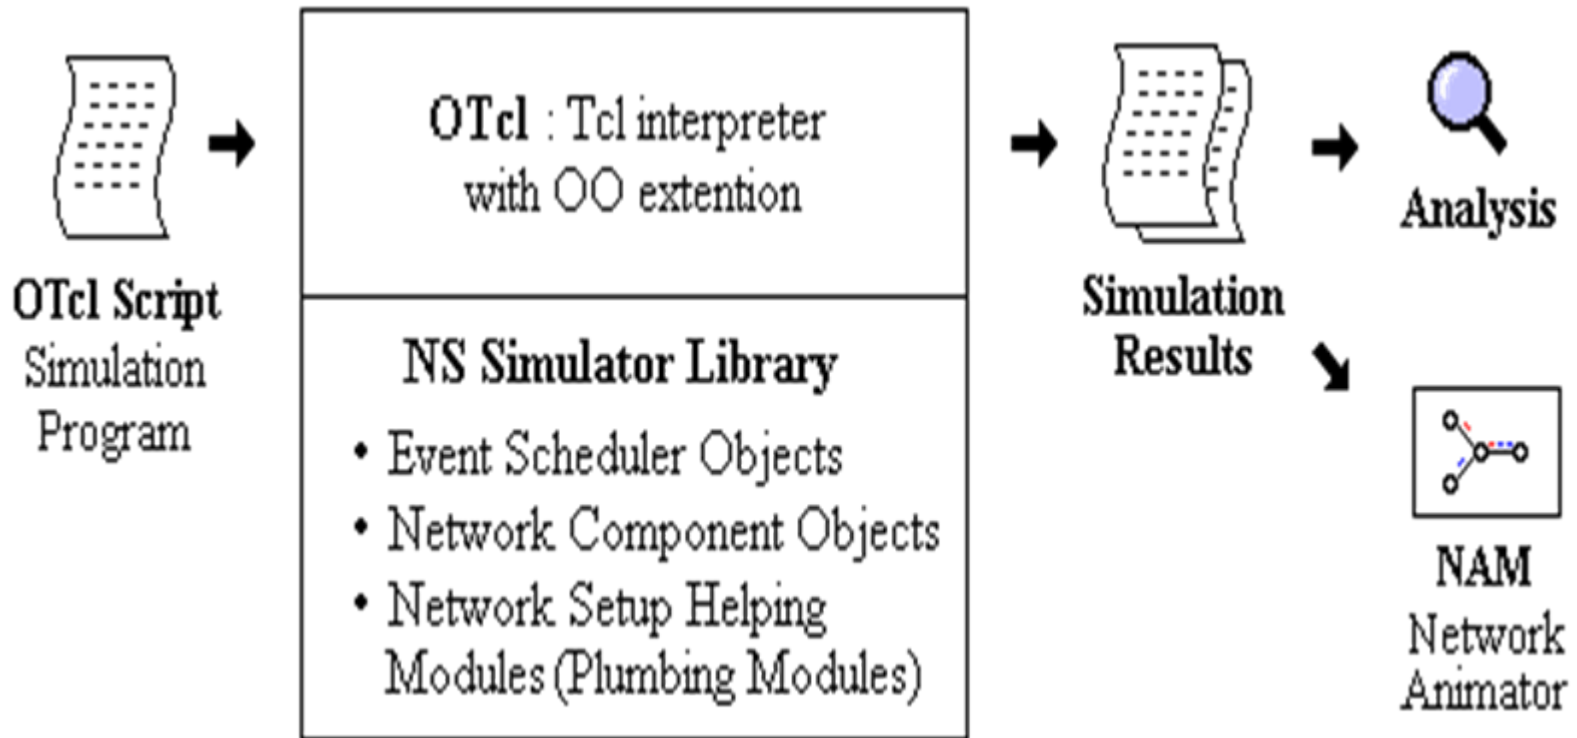 OTcl Script
Simulation
Program
OTcl : Tcl interpreter
with OO extention
NS Simulator Library
• Event Scheduler Objects
• Network Component Objects
• Network Setup Helping
Modules (Plumbing Modules)
Simulation
Results
Analysis
NAM
Network
Animator